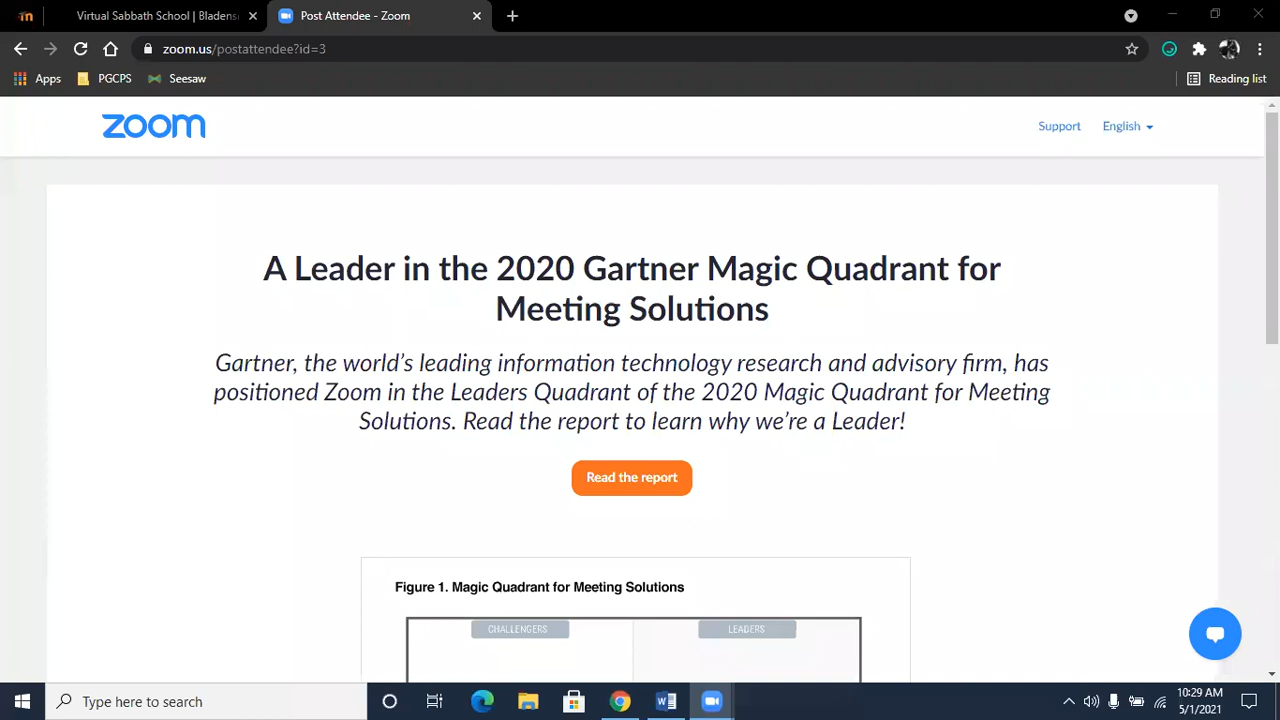 Virtual Sabbath School | Bladens
Post Attendee - Zoom
zoom.us/postattendee?id=3
Apps
PGCPS
Seesaw
Reading list
zoom
Support
English
A Leader in the 2020 Gartner Magic Quadrant for
Meeting Solutions
Gartner, the world's leading information technology research and advisory firm, has
positioned Zoom in the Leaders Quadrant of the 2020 Magic Quadrant for Meeting
Solutions. Read the report to learn why we're a Leader!
Read the report
Figure 1. Magic Quadrant for Meeting Solutions
CHALLENGERS
LEADERS
Type here to search
10:29 AM
5/1/2021